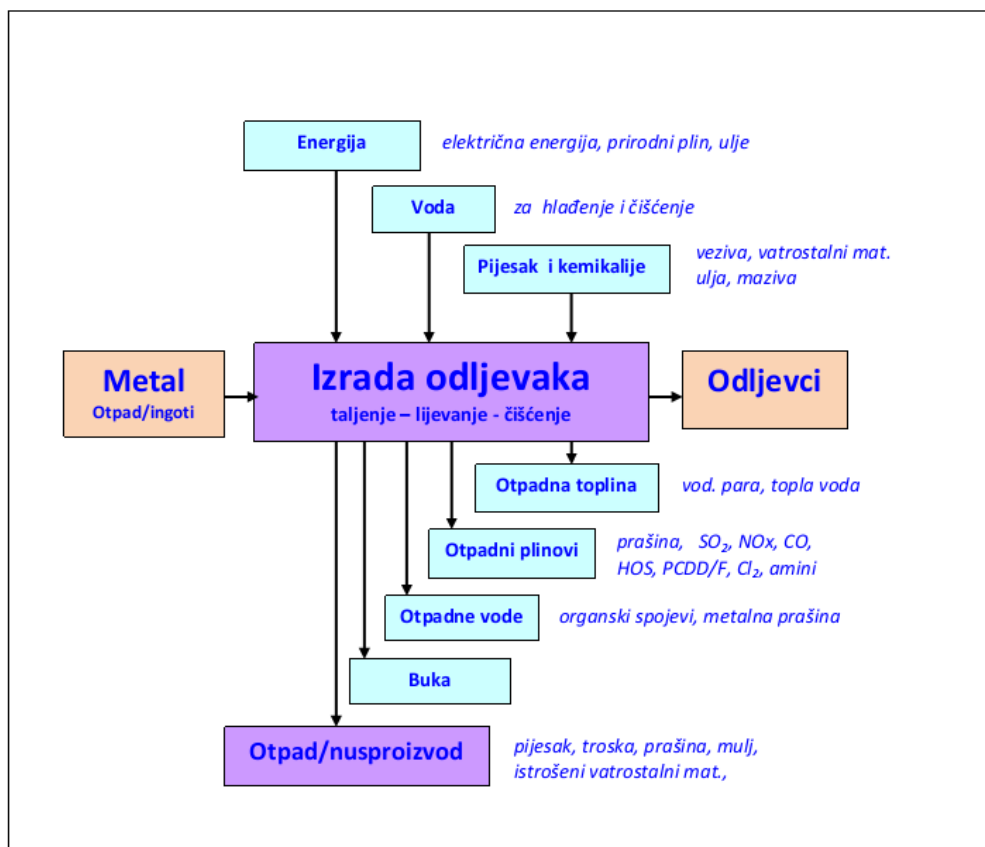 Energija
električna energija, prirodni plin, ulje
Voda
za hlađenje i čišćenje
Pijesak i kemikalije
veziva, vatrostalni mat.
ulja, maziva
Metal
Otpad/ingoti
Izrada odljevaka
taljenje – lijevanje - čišćenje
Odljevci
Otpadna toplina
vod. para, topla voda
Otpadni plinovi
prašina, SO₂, NOx, CO,
HOS, PCDD/F, Cl₂, amini
Otpadne vode
organski spojevi, metalna prašina
Buka
Otpad/nusproizvod
pijesak, troska, prašina, mulj,
istrošeni vatrostalni mat.,